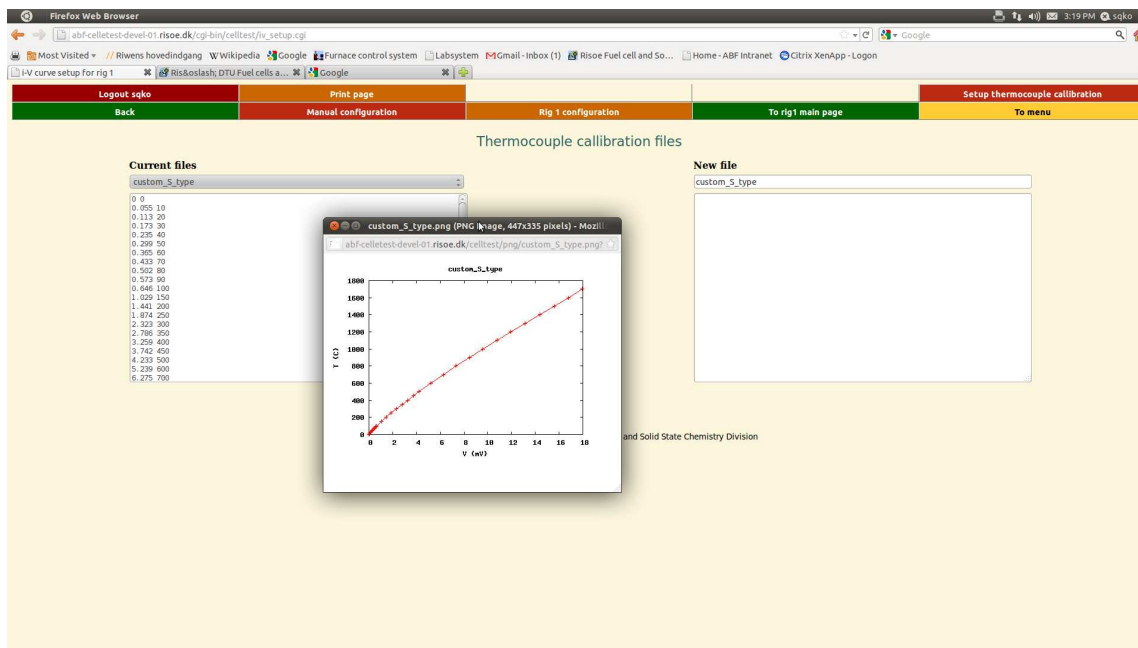 Firefox Web Browser
3:19 PM sqko
abf-celletest-devel-01.risoe.dk/cgi-bin/celltest/iv_setup.cgi
Google
Most Visited Riwens hovedindgang Wikipedia Google Furnace control system Labsystem Gmail - Inbox (1) Risoe Fuel cell and So... Home - ABF Intranet Citrix XenApp - Logon
i-V curve setup for rig 1 Ris&oslash; DTU Fuel cells a... Google
Logout sqko Print page Setup thermocouple callibration
Back Manual configuration Rig 1 configuration To rig1 main page To menu
Thermocouple callibration files
Current files
custom_S_type
0 0
0.055 10
0.113 20
0.173 30
0.235 40
0.299 50
0.365 60
0.433 70
0.502 80
0.573 90
0.646 100
1.029 150
1.441 200
1.874 250
2.323 300
2.786 350
3.259 400
3.742 450
4.233 500
5.239 600
6.275 700
New file
custom_S_type
custom_S_type.png (PNG Image, 447x335 pixels) - Mozill
abf-celletest-devel-01.risoe.dk/celltest/png/custom_S_type.png?
custom_S_type
T (C)
1800
1600
1400
1200
1000
800
600
400
200
0
0 2 4 6 8 10 12 14 16 18
V (mV)
and Solid State Chemistry Division